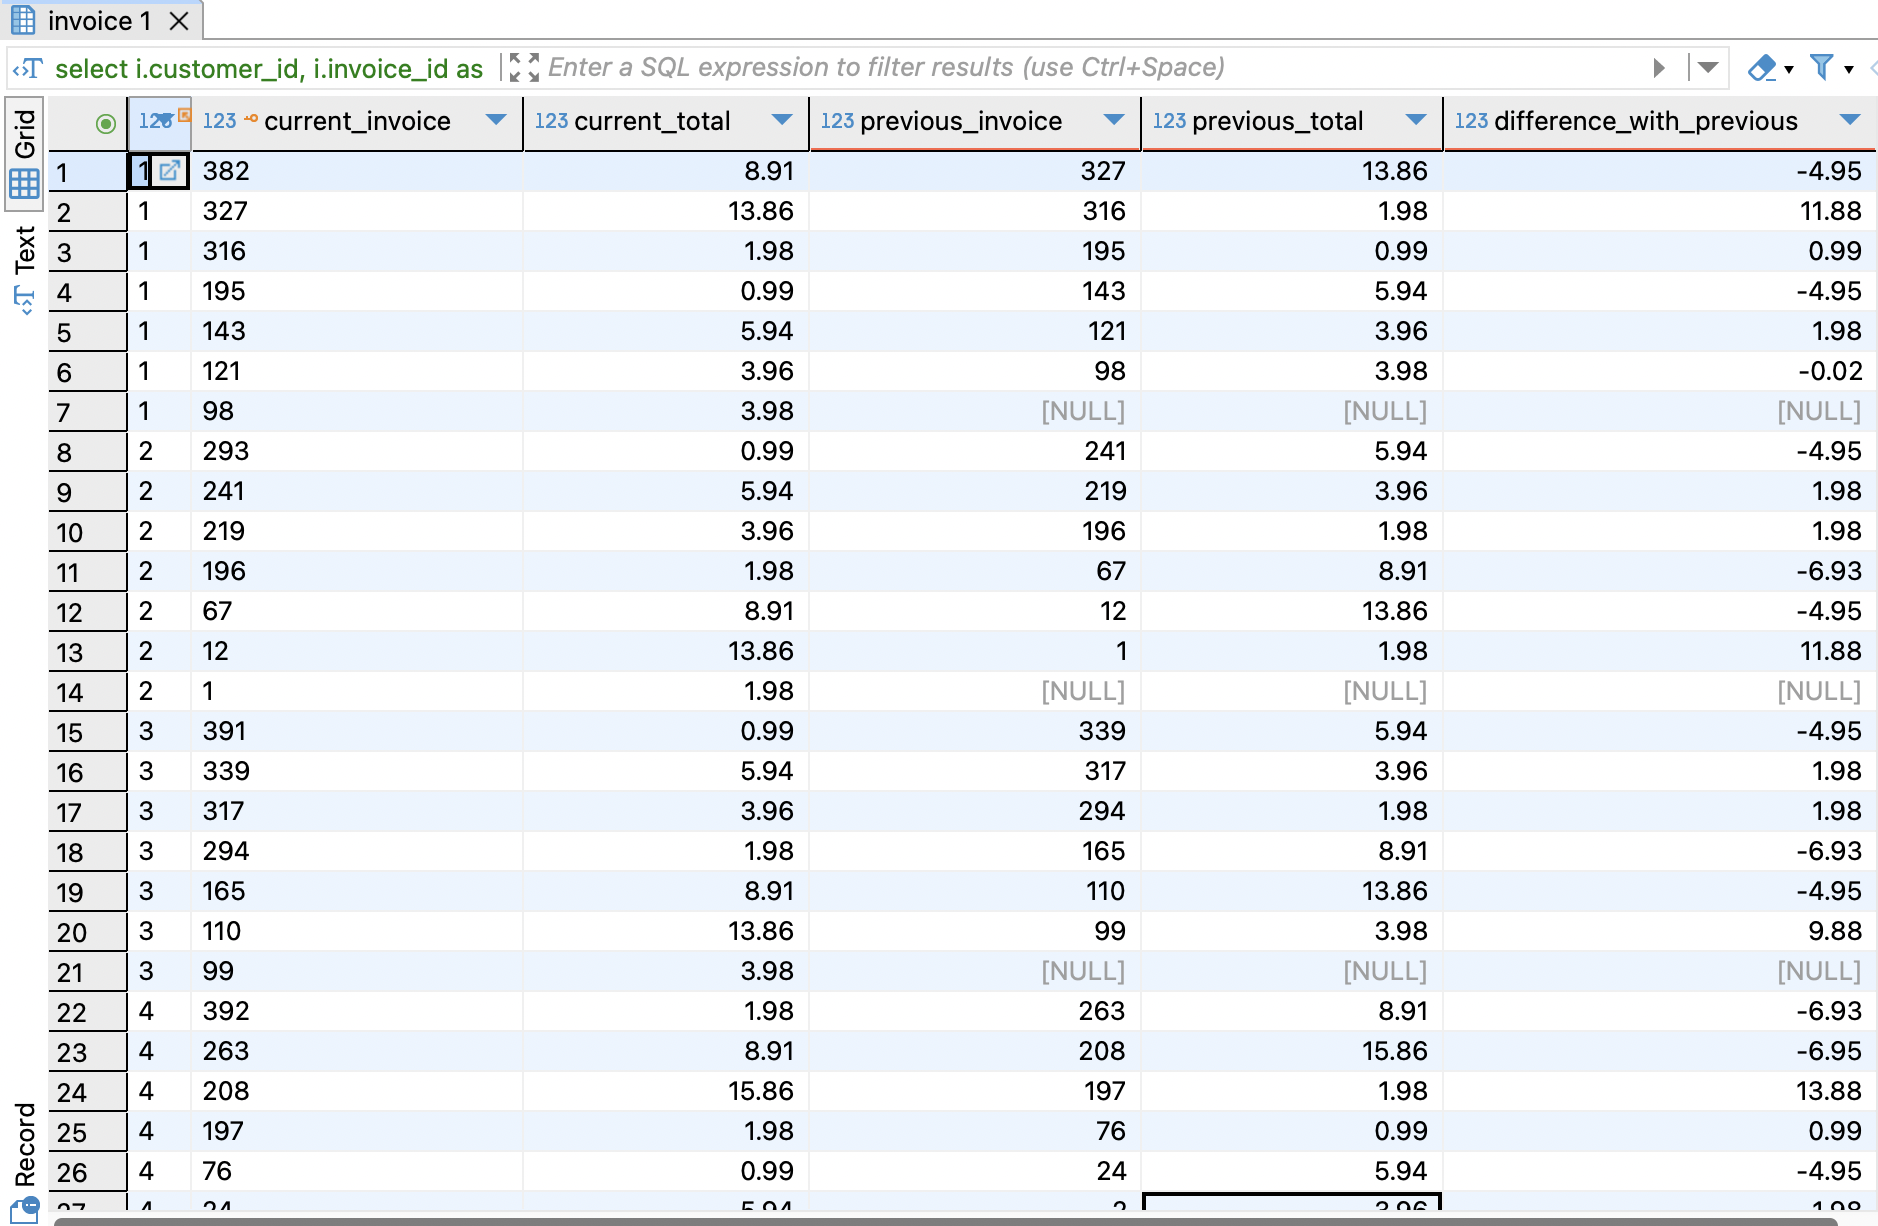 invoice 1
select i.customer_id, i.invoice_id as Enter a SQL expression to filter results (use Ctrl+Space)
Grid
Text
Record
123 123 current_invoice 123 current_total 123 previous_invoice 123 previous_total 123 difference_with_previous
1 1 382 8.91 327 13.86 -4.95
2 1 327 13.86 316 1.98 11.88
3 1 316 1.98 195 0.99 0.99
4 1 195 0.99 143 5.94 -4.95
5 1 143 5.94 121 3.96 1.98
6 1 121 3.96 98 3.98 -0.02
7 1 98 3.98 [NULL] [NULL] [NULL]
8 2 293 0.99 241 5.94 -4.95
9 2 241 5.94 219 3.96 1.98
10 2 219 3.96 196 1.98 1.98
11 2 196 1.98 67 8.91 -6.93
12 2 67 8.91 12 13.86 -4.95
13 2 12 13.86 1 1.98 11.88
14 2 1 1.98 [NULL] [NULL] [NULL]
15 3 391 0.99 339 5.94 -4.95
16 3 339 5.94 317 3.96 1.98
17 3 317 3.96 294 1.98 1.98
18 3 294 1.98 165 8.91 -6.93
19 3 165 8.91 110 13.86 -4.95
20 3 110 13.86 99 3.98 9.88
21 3 99 3.98 [NULL] [NULL] [NULL]
22 4 392 1.98 263 8.91 -6.93
23 4 263 8.91 208 15.86 -6.95
24 4 208 15.86 197 1.98 13.88
25 4 197 1.98 76 0.99 0.99
26 4 76 0.99 24 5.94 -4.95
27 4 24 5.94 2 3.96 1.98